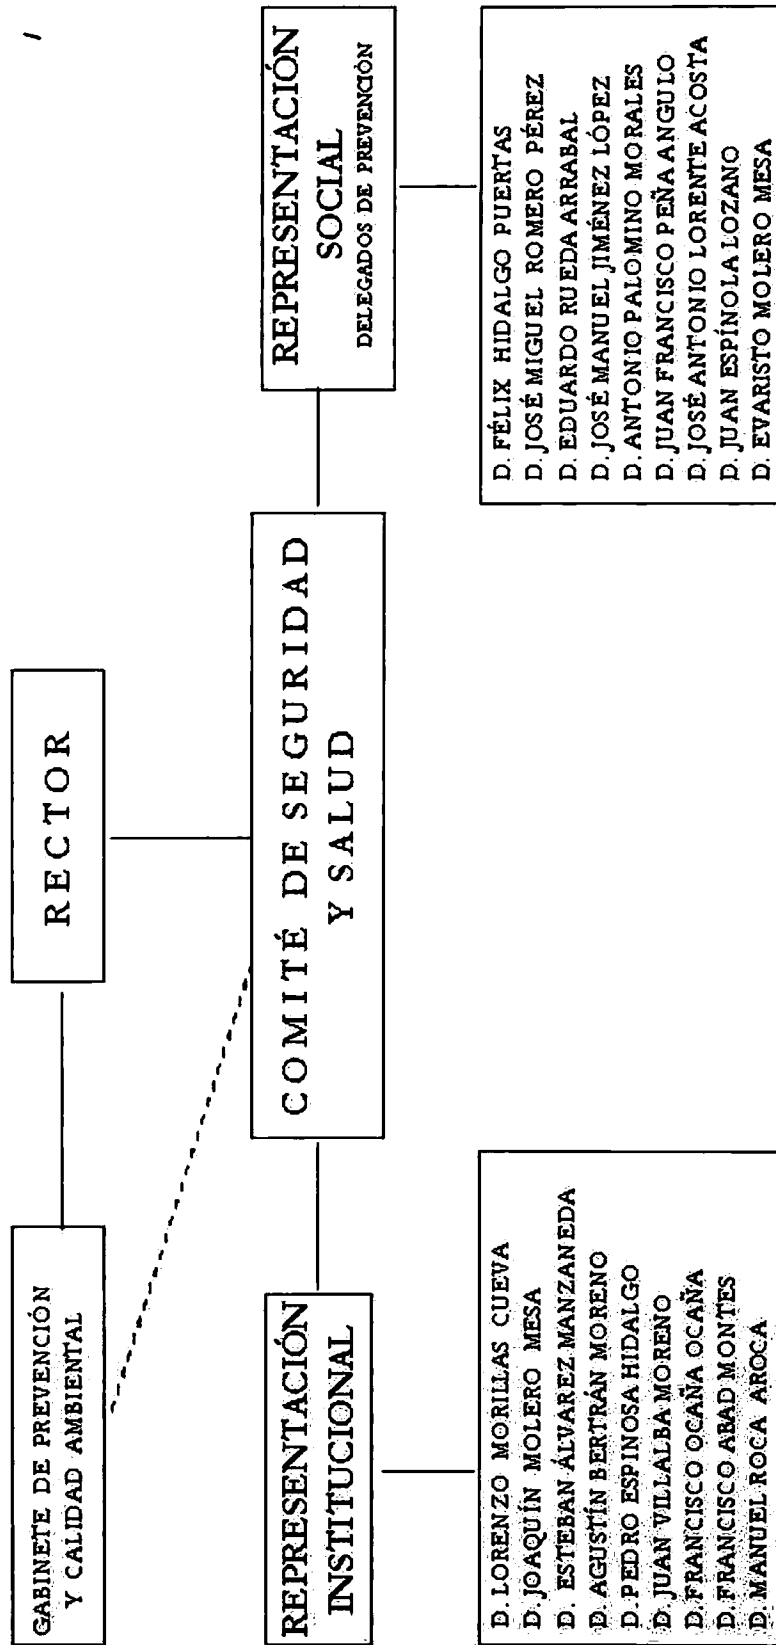 GABINETE DE PREVENCIÓN
Y CALIDAD AMBIENTAL
RECTOR
COMITÉ DE SEGURIDAD
Y SALUD
REPRESENTACIÓN
INSTITUCIONAL
REPRESENTACIÓN
SOCIAL
DELEGADOS DE PREVENCIÓN
D. LORENZO MORILLAS CUEVA
D. JOAQUÍN MOLERO MESA
D. ESTEBAN ÁLVAREZ MANZANEDA
D. AGUSTÍN BERTRÁN MORENO
D. PEDRO ESPINOSA HIDALGO
D. JUAN VILLALBA MORENO
D. FRANCISCO OCAÑA OCAÑA
D. FRANCISCO ABAD MONTES
D. MANUEL ROCA AROCA
D. FÉLIX HIDALGO PUERTAS
D. JOSÉ MIGUEL ROMERO PÉREZ
D. EDUARDO RUEDA ARRABAL
D. JOSÉ MANUEL JIMÉNEZ LÓPEZ
D. ANTONIO PALOMINO MORALES
D. JUAN FRANCISCO PEÑA ANGULO
D. JOSÉ ANTONIO LORENTE ACOSTA
D. JUAN ESPÍNOLA LOZANO
D. EVARISTO MOLERO MESA